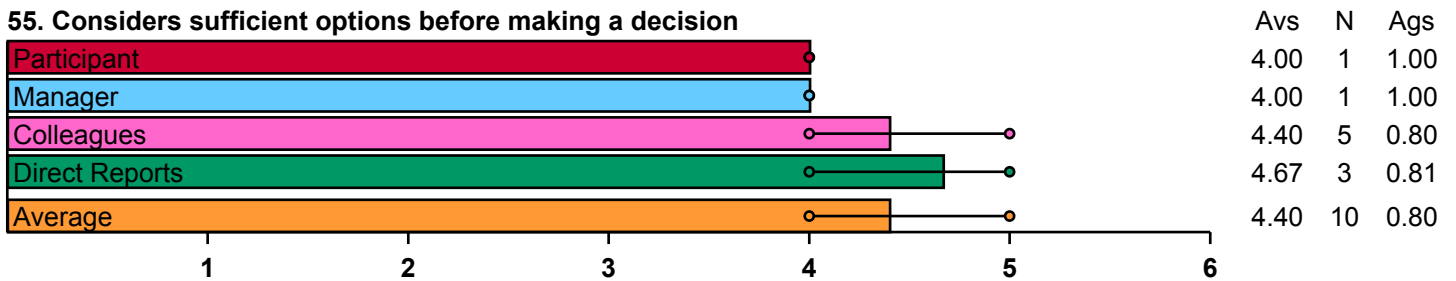 55. Considers sufficient options before making a decision Avs N Ags
Participant 4.00 1 1.00
Manager 4.00 1 1.00
Colleagues 4.40 5 0.80
Direct Reports 4.67 3 0.81
Average 4.40 10 0.80
1 2 3 4 5 6